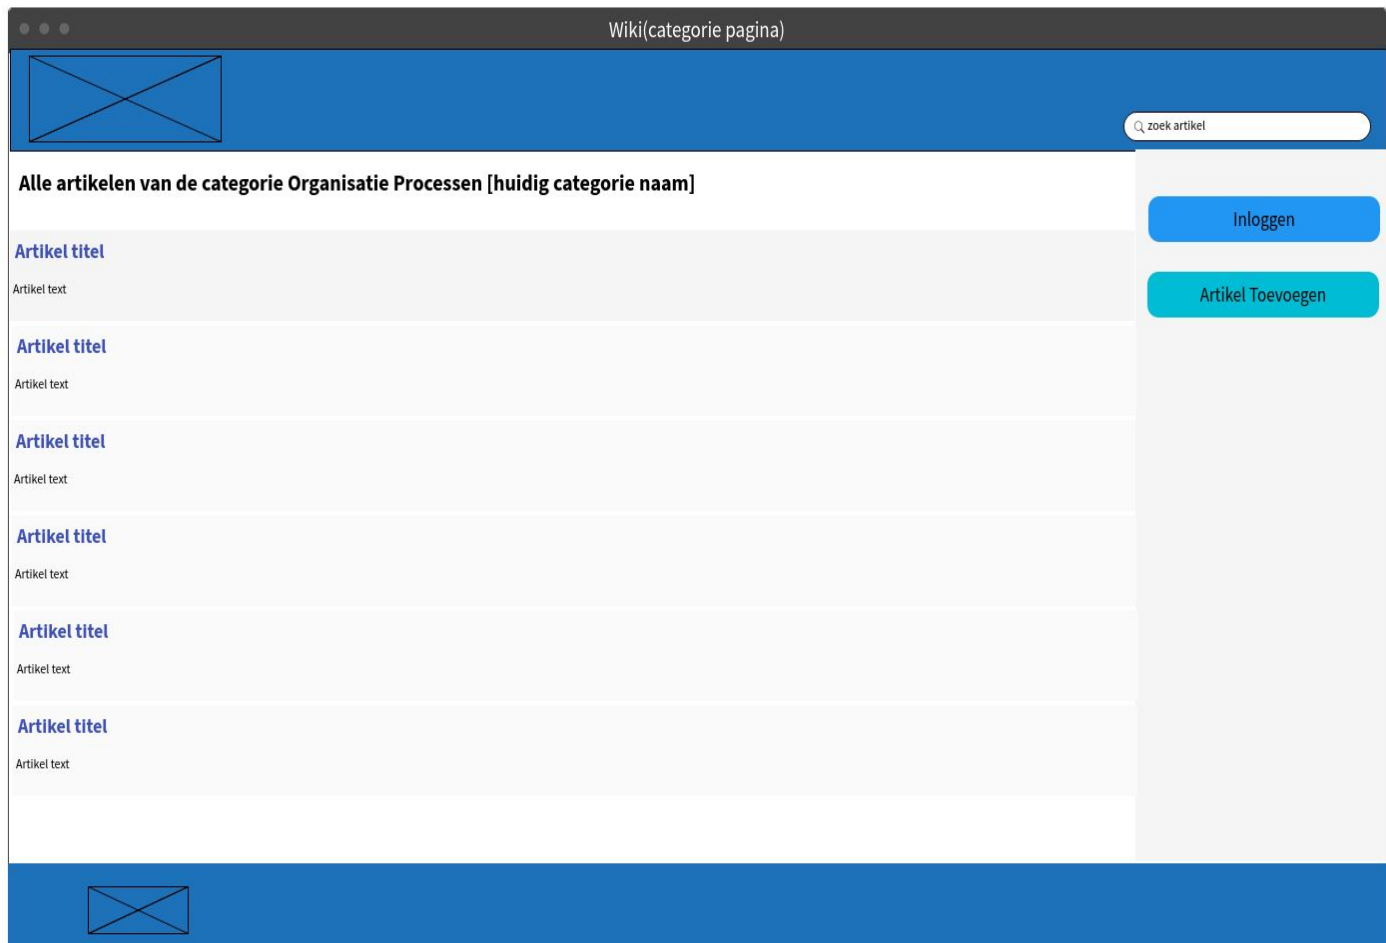 Wiki(categorie pagina)
zoek artikel
Alle artikelen van de categorie Organisatie Processen [huidig categorie naam]
Inloggen
Artikel Toevoegen
Artikel titel
Artikel text
Artikel titel
Artikel text
Artikel titel
Artikel text
Artikel titel
Artikel text
Artikel titel
Artikel text
Artikel titel
Artikel text